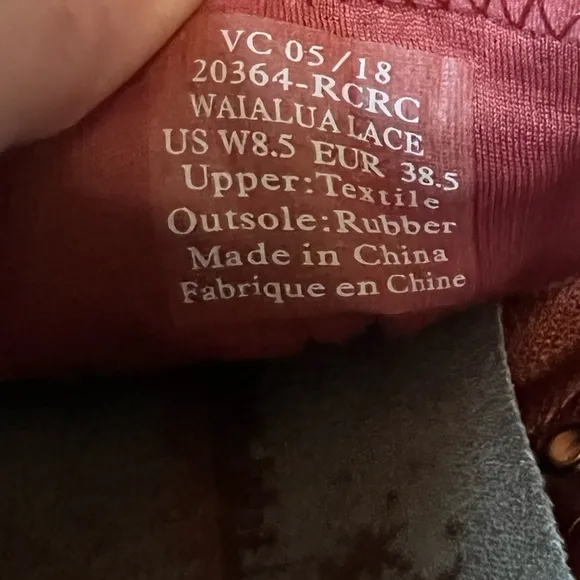 VC 05/18
20364-RCRC
WAIALUA LACE
US W8.5 EUR 38.5
Upper:Textile
Outsole:Rubber
Made in China
Fabrique en Chine